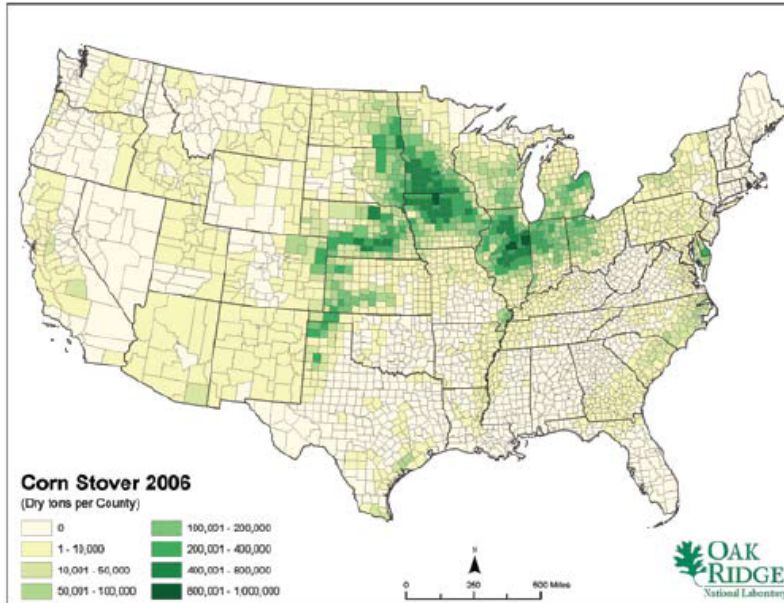 Corn Stover 2006
(Dry tons per County)
0
1 - 10,000
10,001 - 50,000
50,001 - 100,000
100,001 - 200,000
200,001 - 400,000
400,001 - 800,000
800,001 - 1,000,000
N
0 250 500 Miles
OAK
RIDGE
National Laboratory